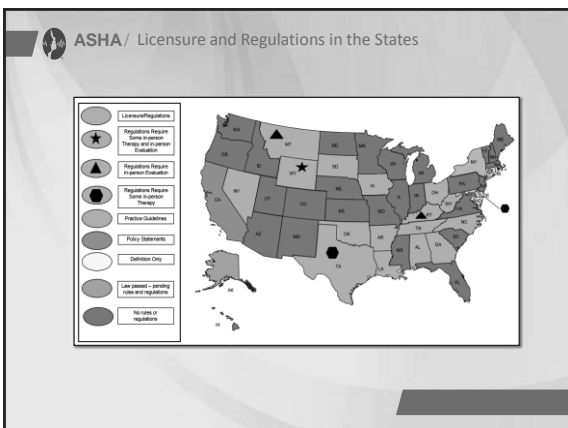 ASHA/ Licensure and Regulations in the States
Licensure/Regulations
Regulations Require
Some in-person
Therapy and in-person
Evaluation
Regulations Require
in-person Evaluation
Regulations Require
Some in-person
Therapy
Practice Guidelines
Policy Statements
Definition Only
Law passed – pending
rules and regulations
No rules or
regulations
WA
MT
ND
MN
OR
ID
WY
SD
WI
MI
NY
ME
NV
UT
CO
NE
IA
IL
IN
OH
PA
CA
KS
MO
KY
WV
VA
AZ
NM
OK
AR
TN
NC
SC
TX
LA
MS
AL
GA
FL
AK
HI